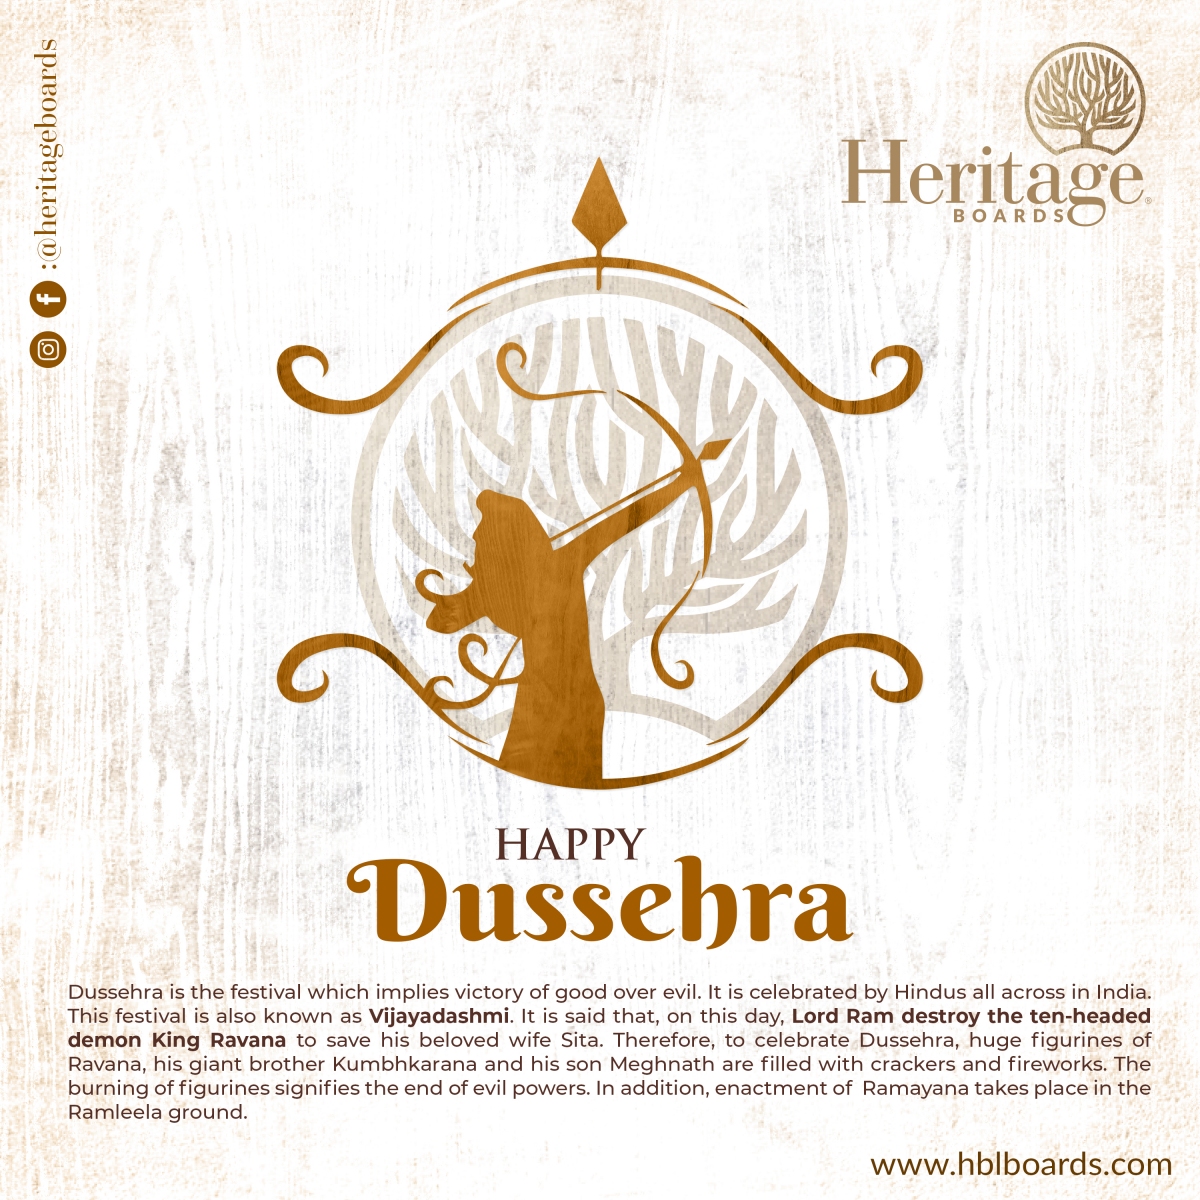 :@heritageboards
Heritage®
BOARDS
HAPPY
Dussehra
Dussehra is the festival which implies victory of good over evil. It is celebrated by Hindus all across in India.
This festival is also known as Vijayadashmi. It is said that, on this day, Lord Ram destroy the ten-headed
demon King Ravana to save his beloved wife Sita. Therefore, to celebrate Dussehra, huge figurines of
Ravana, his giant brother Kumbhkarana and his son Meghnath are filled with crackers and fireworks. The
burning of figurines signifies the end of evil powers. In addition, enactment of  Ramayana takes place in the
Ramleela ground.
www.hblboards.com